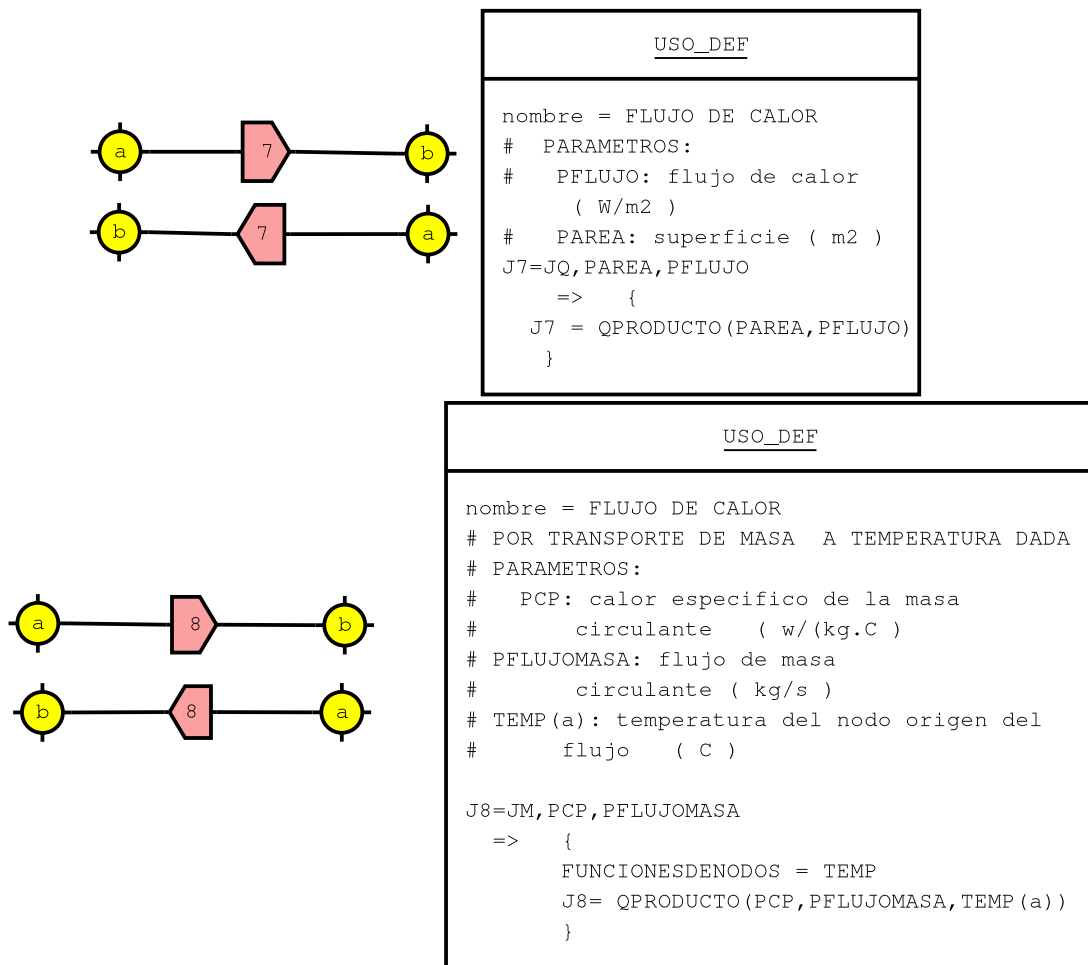 USO_DEF
nombre = FLUJO DE CALOR
#  PARAMETROS:
#   PFLUJO: flujo de calor
( W/m2 )
#   PAREA: superficie ( m2 )
J7=JQ,PAREA,PFLUJO
=>   {
J7 = QPRODUCTO(PAREA,PFLUJO)
}
a 7 b
b 7 a
USO_DEF
nombre = FLUJO DE CALOR
# POR TRANSPORTE DE MASA  A TEMPERATURA DADA
# PARAMETROS:
#   PCP: calor especifico de la masa
#       circulante   ( w/(kg.C )
# PFLUJOMASA: flujo de masa
#       circulante ( kg/s )
# TEMP(a): temperatura del nodo origen del
#      flujo   ( C )
J8=JM,PCP,PFLUJOMASA
=>   {
FUNCIONESDENODOS = TEMP
J8= QPRODUCTO(PCP,PFLUJOMASA,TEMP(a))
}
a 8 b
b 8 a